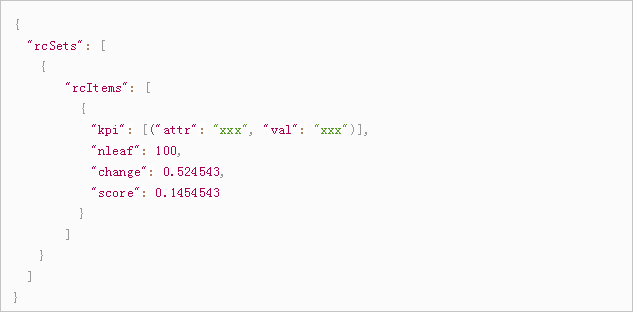 {
"rcSets": [
{
"rcItems": [
{
"kpi": [("attr": "xxx", "val": "xxx")],
"nleaf": 100,
"change": 0.524543,
"score": 0.1454543
}
]
}
]
}